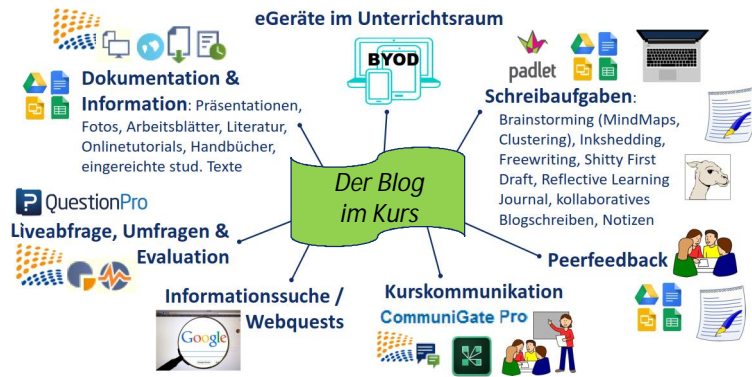 eGeräte im Unterrichtsraum
BYOD
Dokumentation &
Information: Präsentationen,
Fotos, Arbeitsblätter, Literatur,
Onlinetutorials, Handbücher,
eingereichte stud. Texte
padlet
Schreibaufgaben:
Brainstorming (MindMaps,
Clustering), Inkshedding,
Freewriting, Shitty First
Draft, Reflective Learning
Journal, kollaboratives
Blogschreiben, Notizen
Der Blog
im Kurs
QuestionPro
Liveabfrage, Umfragen &
Evaluation
Peerfeedback
Informationssuche /
Webquests
Google
Kurskommunikation
CommuniGate Pro